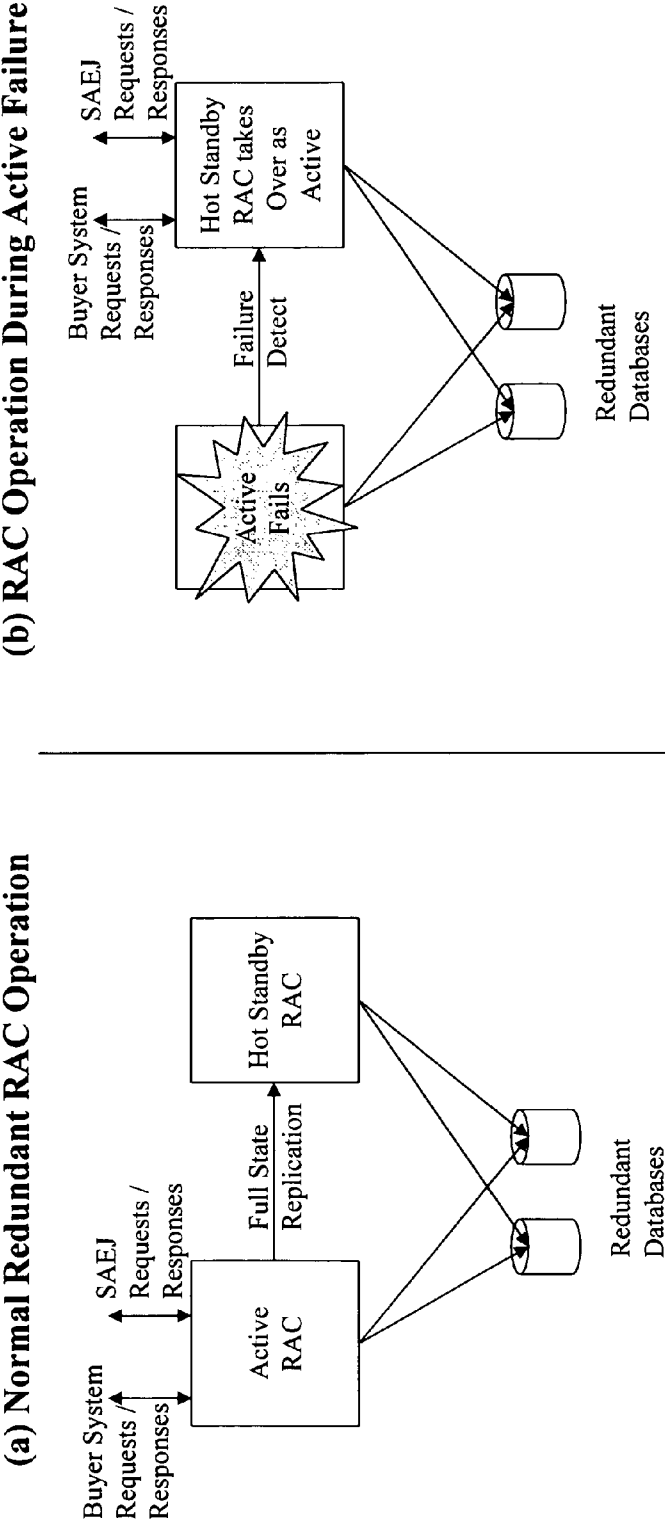 (a) Normal Redundant RAC Operation
Buyer System
Requests /
Responses
SAEJ
Requests /
Responses
Active
RAC
Full State
Replication
Hot Standby
RAC
Redundant
Databases
(b) RAC Operation During Active Failure
Buyer System
Requests /
Responses
SAEJ
Requests /
Responses
Active
Fails
Failure
Detect
Hot Standby
RAC takes
Over as
Active
Redundant
Databases